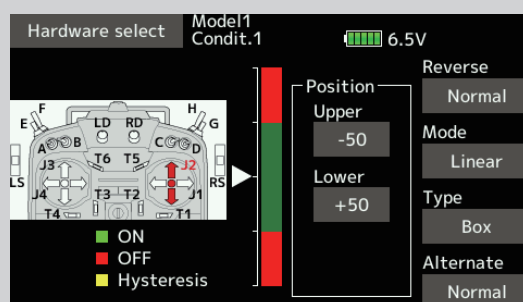 Hardware select
Model1
Condit.1
6.5V
F
H
E
LD
RD
G
A
B
C
D
J3
T6
T5
J2
LS
RS
J4
T3
T2
J1
T4
T1
ON
OFF
Hysteresis
Position
Upper
-50
Lower
+50
Reverse
Normal
Mode
Linear
Type
Box
Alternate
Normal